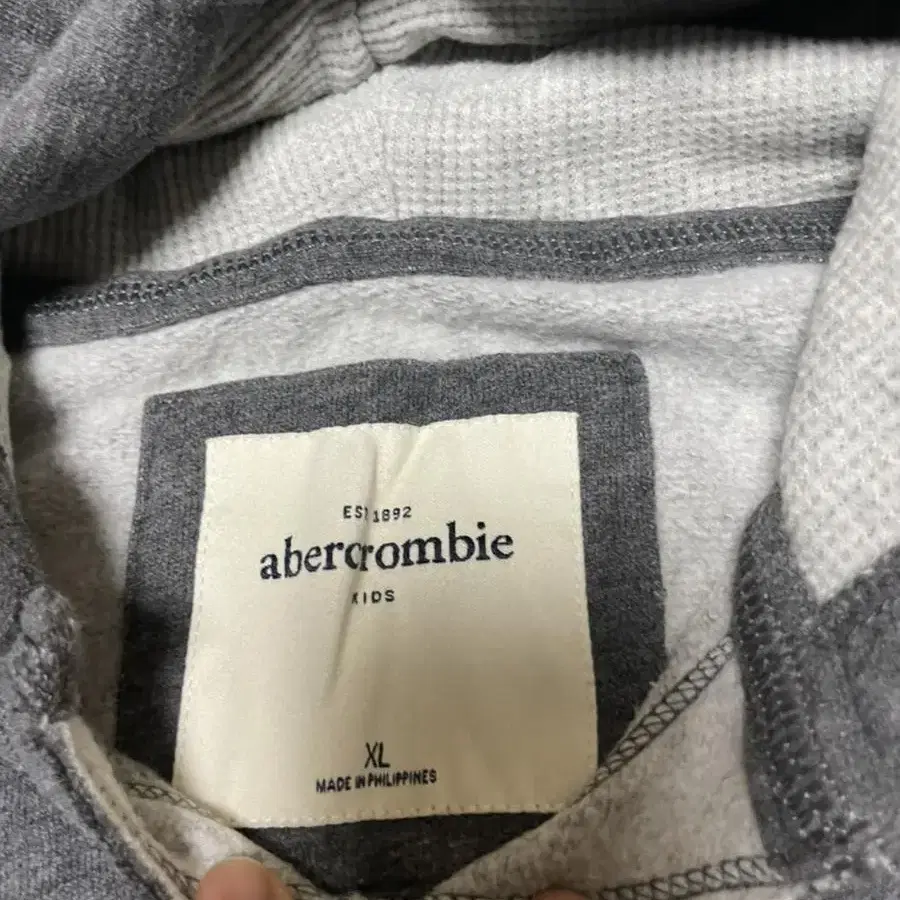 EST 1892
abercrombie
KIDS
XL
MADE IN PHILIPPINES